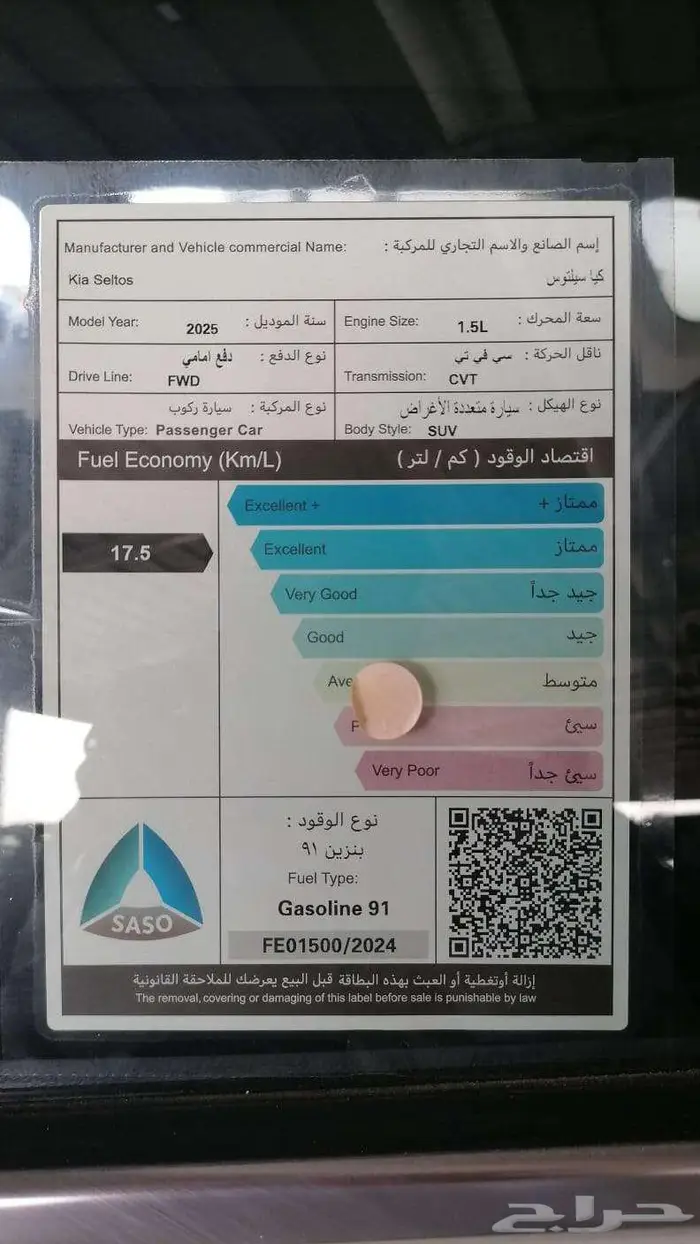 Manufacturer and Vehicle commercial Name: إسم الصانع والاسم التجاري للمركبة :
Kia Seltos كيا سيلتوس
Model Year: 2025 سنة الموديل :
Engine Size: 1.5L سعة المحرك :
نوع الدفع : دفع امامي
Drive Line: FWD
ناقل الحركة : سي في تي
Transmission: CVT
نوع المركبة : سيارة ركوب
Vehicle Type: Passenger Car
نوع الهيكل : سيارة متعددة الأغراض
Body Style: SUV
Fuel Economy (Km/L) اقتصاد الوقود ( كم / لتر )
17.5
Excellent + ممتاز +
Excellent ممتاز
Very Good جيد جداً
Good جيد
Ave متوسط
P سيئ
Very Poor سيئ جداً
SASO
نوع الوقود :
بنزين ٩١
Fuel Type:
Gasoline 91
FE01500/2024
إزالة أوتغطية أو العبث بهذه البطاقة قبل البيع يعرضك للملاحقة القانونية
The removal, covering or damaging of this label before sale is punishable by law
حراج